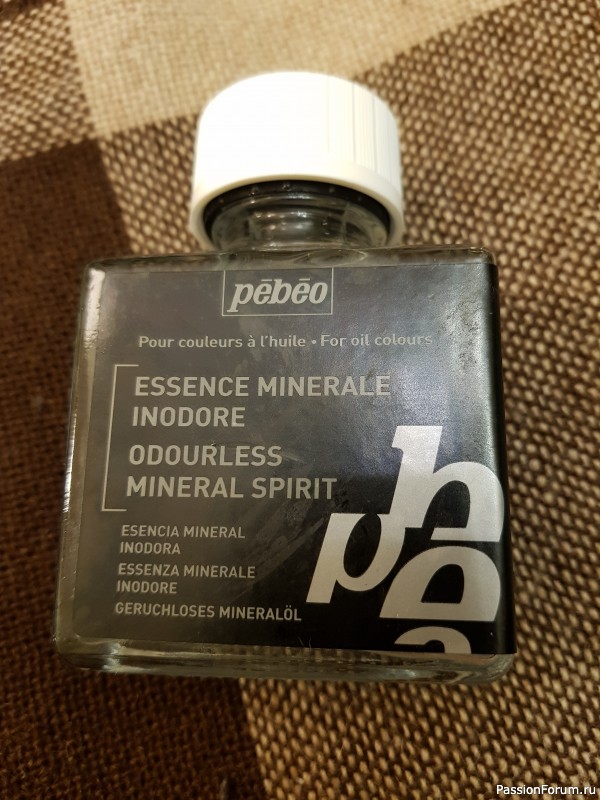 pēbēo
Pour couleurs à l'huile • For oil colours
ESSENCE MINERALE
INODORE
ODOURLESS
MINERAL SPIRIT
ESENCIA MINERAL
INODORA
ESSENZA MINERALE
INODORE
GERUCHLOSES MINERALÖL
PassionForum.ru